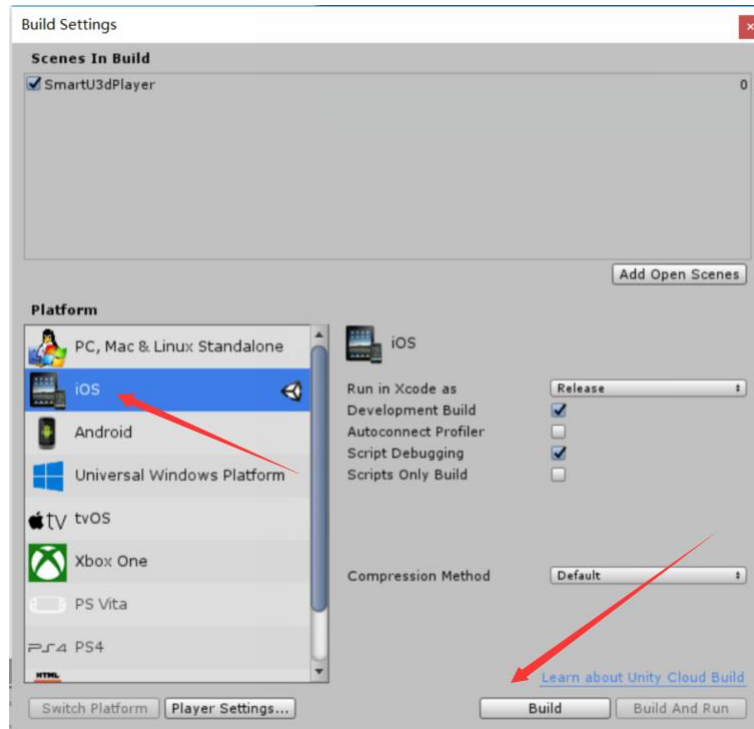 Build Settings
Scenes In Build
SmartU3dPlayer 0
Add Open Scenes
Platform
PC, Mac & Linux Standalone
iOS
Android
Universal Windows Platform
tv tvOS
Xbox One
PS Vita
PS4 PS4
HTML
iOS
Run in Xcode as Release
Development Build
Autoconnect Profiler
Script Debugging
Scripts Only Build
Compression Method Default
Learn about Unity Cloud Build
Switch Platform Player Settings... Build Build And Run